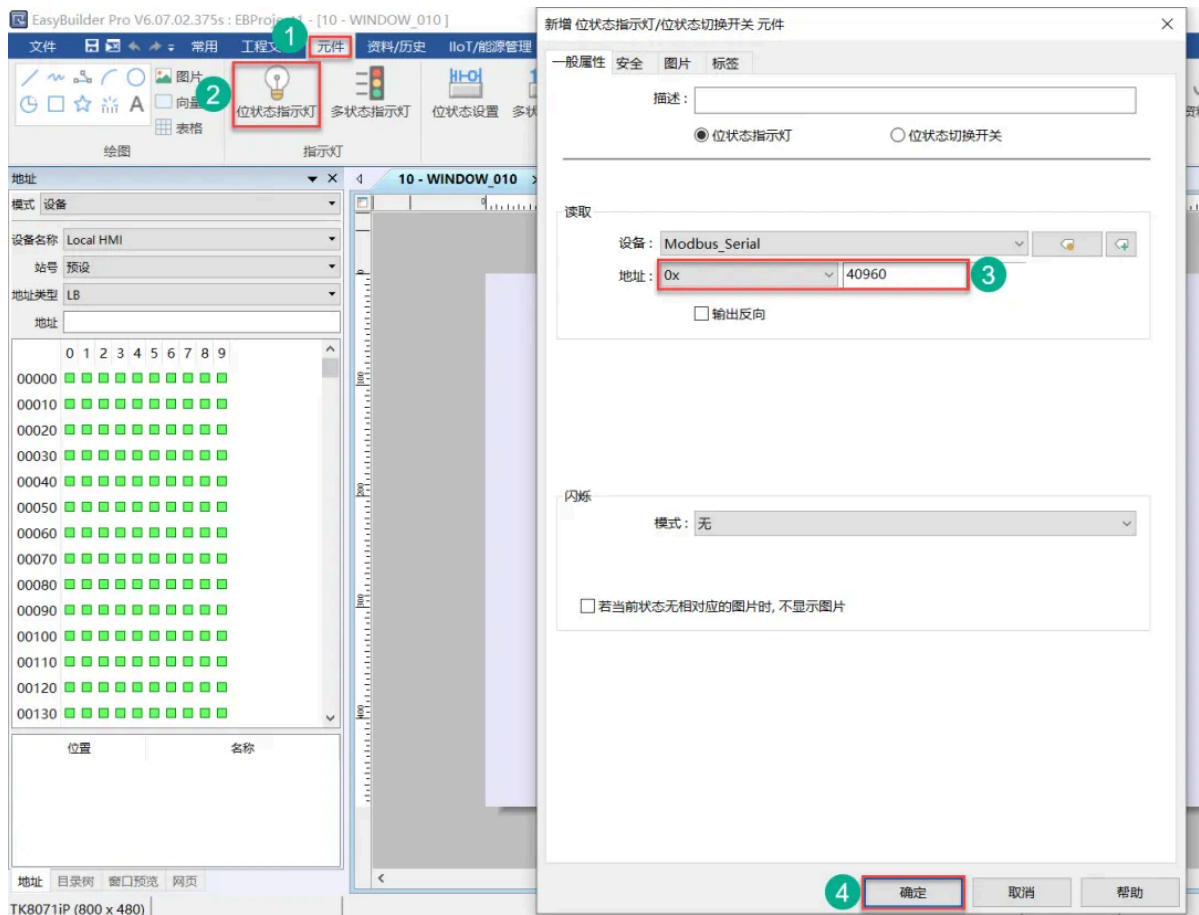 EasyBuilder Pro V6.07.02.375s : EBProject1 - [10 - WINDOW_010 ]
文件 常用 工程文 1 元件 资料/历史 IIoT/能源管理
图片
向量 2
表格
位状态指示灯 多状态指示灯 位状态设置 多状
绘图 指示灯
地址
模式 设备
设备名称 Local HMI
站号 预设
地址类型 LB
地址
0 1 2 3 4 5 6 7 8 9
00000
00010
00020
00030
00040
00050
00060
00070
00080
00090
00100
00110
00120
00130
位置 名称
地址 目录树 窗口预览 网页
TK8071iP (800 x 480)
10 - WINDOW_010
0
0
100
200
300
400
新增 位状态指示灯/位状态切换开关 元件
一般属性 安全 图片 标签
描述 :
位状态指示灯 位状态切换开关
读取
设备 : Modbus_Serial
地址 : 0x 40960 3
输出反向
闪烁
模式 : 无
若当前状态无相对应的图片时, 不显示图片
4 确定 取消 帮助